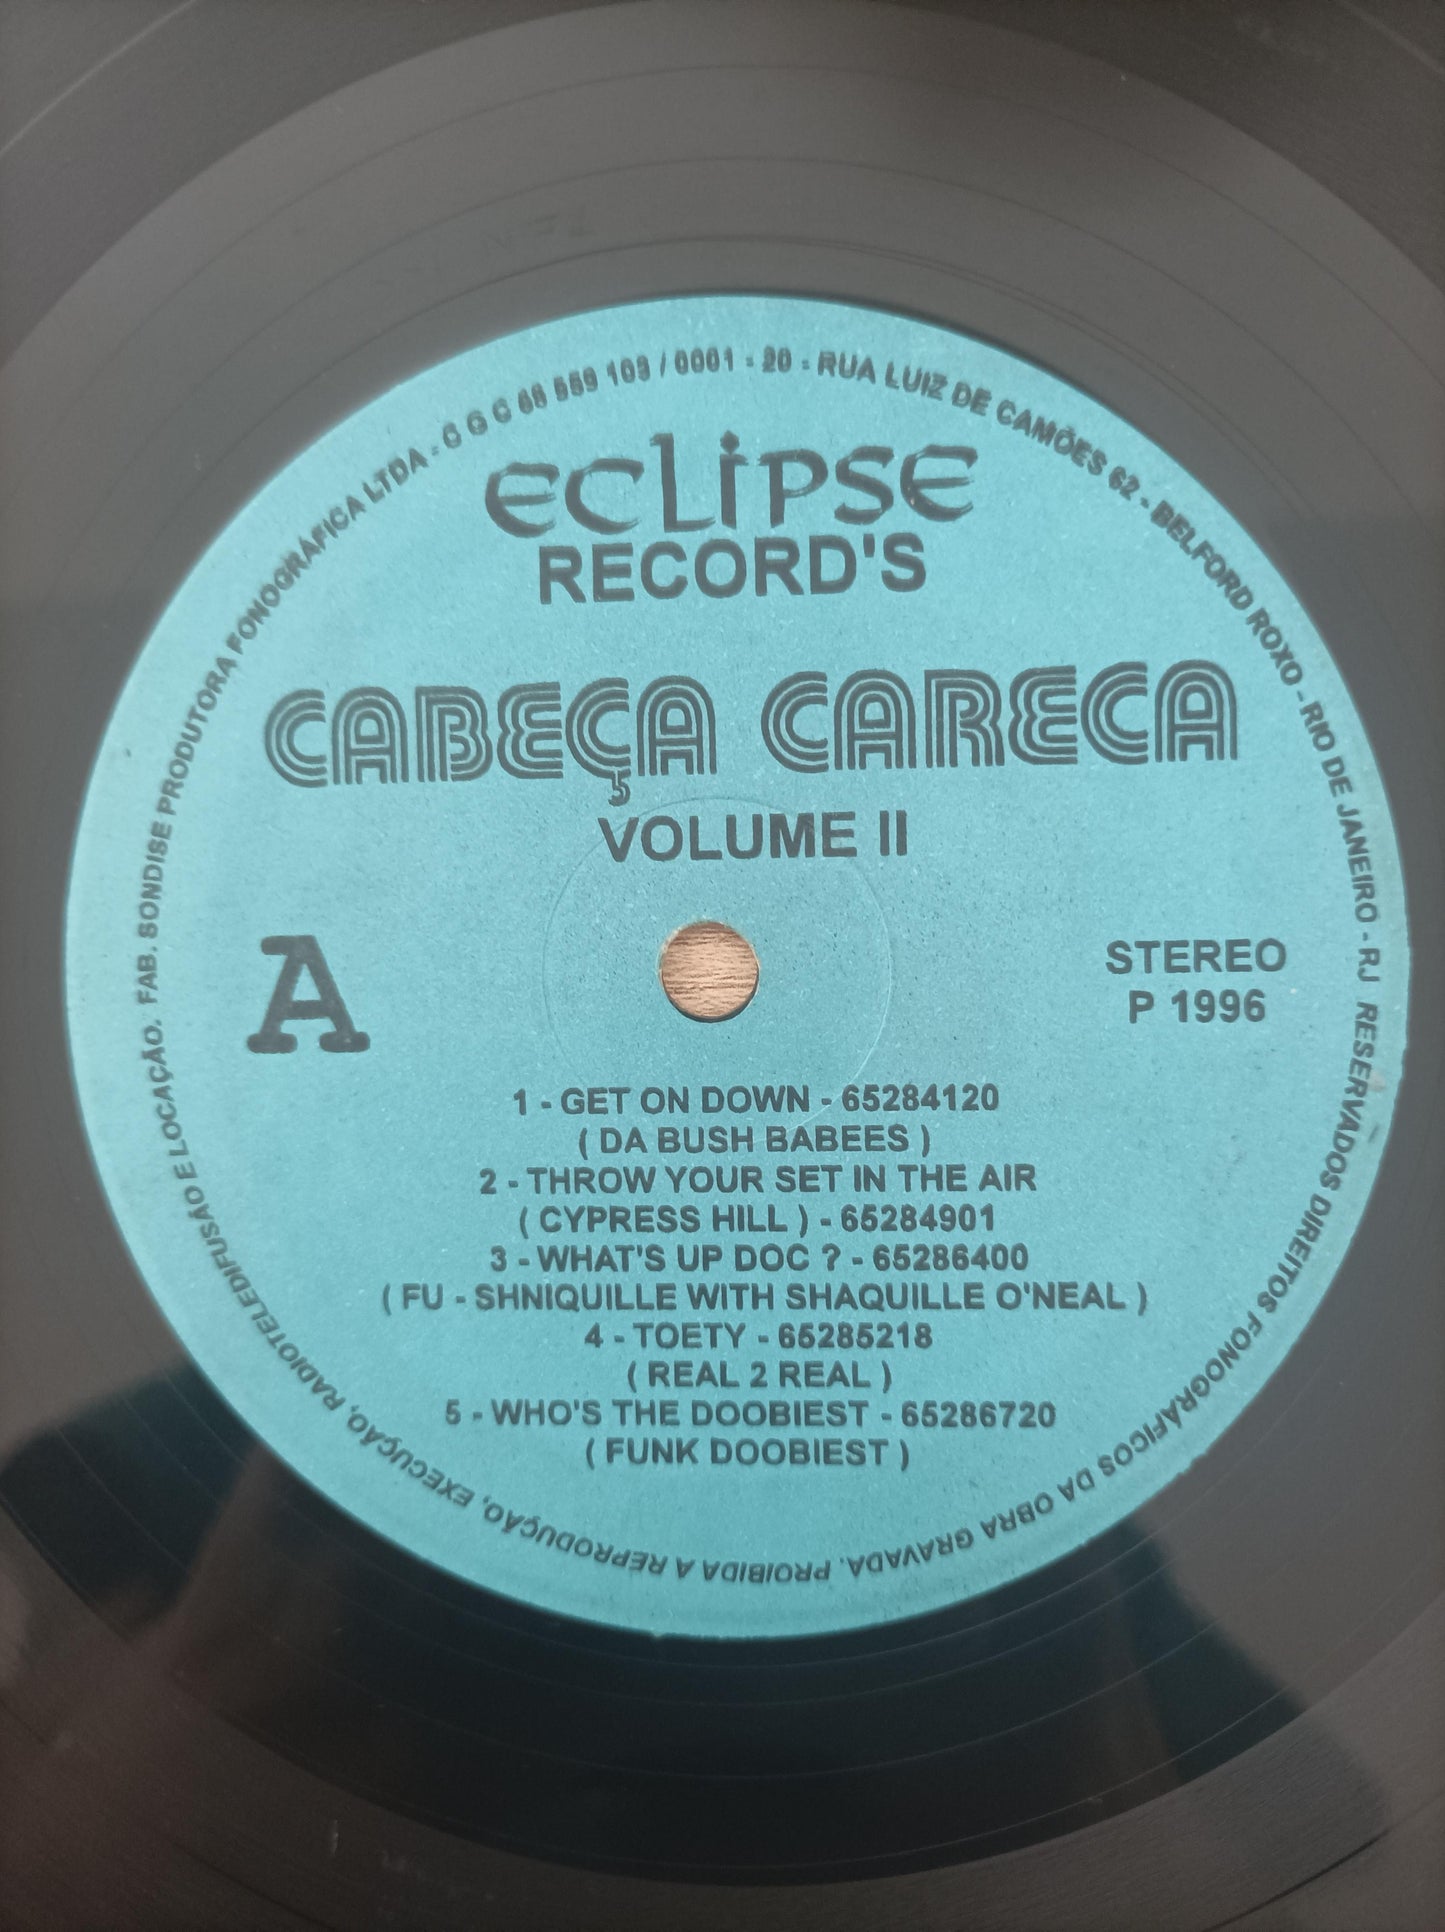 FAB. SONDISE PRODUTORA FONOGRÁFICA LTDA - C G C 68 559 103 / 0001 - 20 - RUA LUIZ DE CAMÕES 62 - BELFORD ROXO - RIO DE JANEIRO - RJ RESERVADOS DIREITOS FONOGRÁFICOS DA OBRA GRAVADA. PROIBIDA A REPRODUÇÃO, EXECUÇÃO, RADIOTELEDIFUSÃO E LOCAÇÃO.
ECLIPSE
RECORD'S
CABEÇA CARECA
VOLUME II
A
STEREO
P 1996
1 - GET ON DOWN - 65284120
( DA BUSH BABEES )
2 - THROW YOUR SET IN THE AIR
( CYPRESS HILL ) - 65284901
3 - WHAT'S UP DOC ? - 65286400
( FU - SHNIQUILLE WITH SHAQUILLE O'NEAL )
4 - TOETY - 65285218
( REAL 2 REAL )
5 - WHO'S THE DOOBIEST - 65286720
( FUNK DOOBIEST )